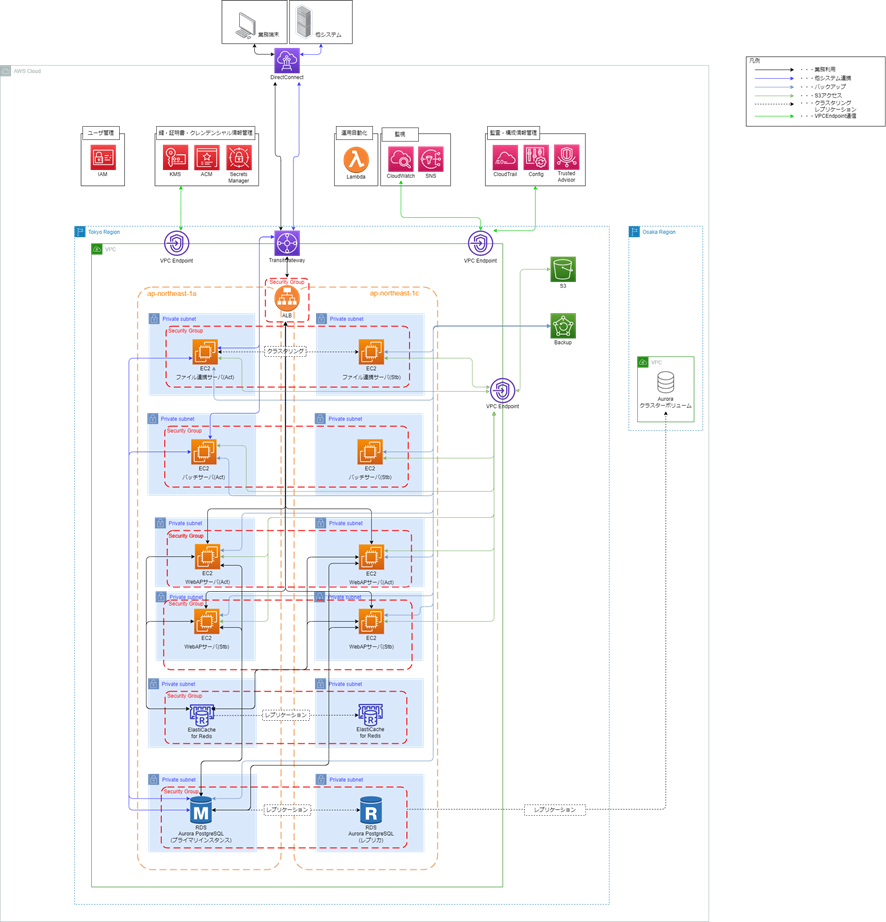 業務端末
他システム
DirectConnect
AWS Cloud
凡例
・・・業務利用
・・・他システム連携
・・・バックアップ
・・・S3アクセス
・・・クラスタリング
レプリケーション
・・・VPCEndpoint通信
ユーザ管理
IAM
鍵・証明書・クレンデンシャル情報管理
KMS
ACM
Secrets
Manager
運用自動化
Lambda
監視
CloudWatch
SNS
監査・構成情報管理
CloudTrail
Config
Trusted
Advisor
Tokyo Region
VPC
VPC Endpoint
TransitGateway
VPC Endpoint
Osaka Region
S3
Backup
VPC
Aurora
クラスターボリューム
VPC Endpoint
ap-northeast-1a
ap-northeast-1c
Security Group
ALB
Private subnet
Private subnet
Security Group
クラスタリング
EC2
ファイル連携サーバ(Act)
EC2
ファイル連携サーバ(Stb)
Private subnet
Private subnet
Security Group
EC2
バッチサーバ(Act)
EC2
バッチサーバ(Stb)
Private subnet
Private subnet
Security Group
EC2
WebAPサーバ(Act)
EC2
WebAPサーバ(Act)
Private subnet
Private subnet
Security Group
EC2
WebAPサーバ(Stb)
EC2
WebAPサーバ(Stb)
Private subnet
Private subnet
Security Group
レプリケーション
ElastiCache
for Redis
ElastiCache
for Redis
Private subnet
Private subnet
Security Group
M
レプリケーション
R
レプリケーション
RDS
Aurora PostgreSQL
(プライマリインスタンス)
RDS
Aurora PostgreSQL
(レプリカ)